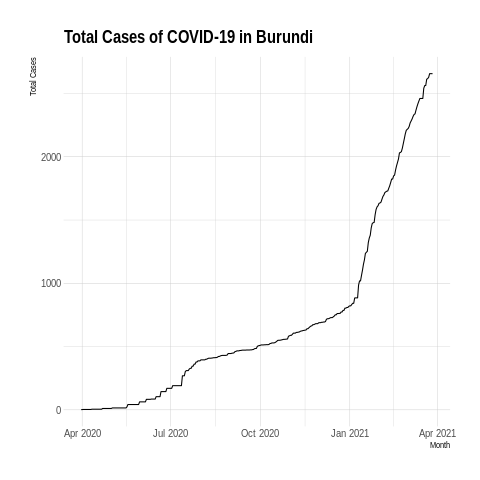 Total Cases of COVID-19 in Burundi
Total Cases
2000
1000
0
Apr 2020 Jul 2020 Oct 2020 Jan 2021 Apr 2021
Month